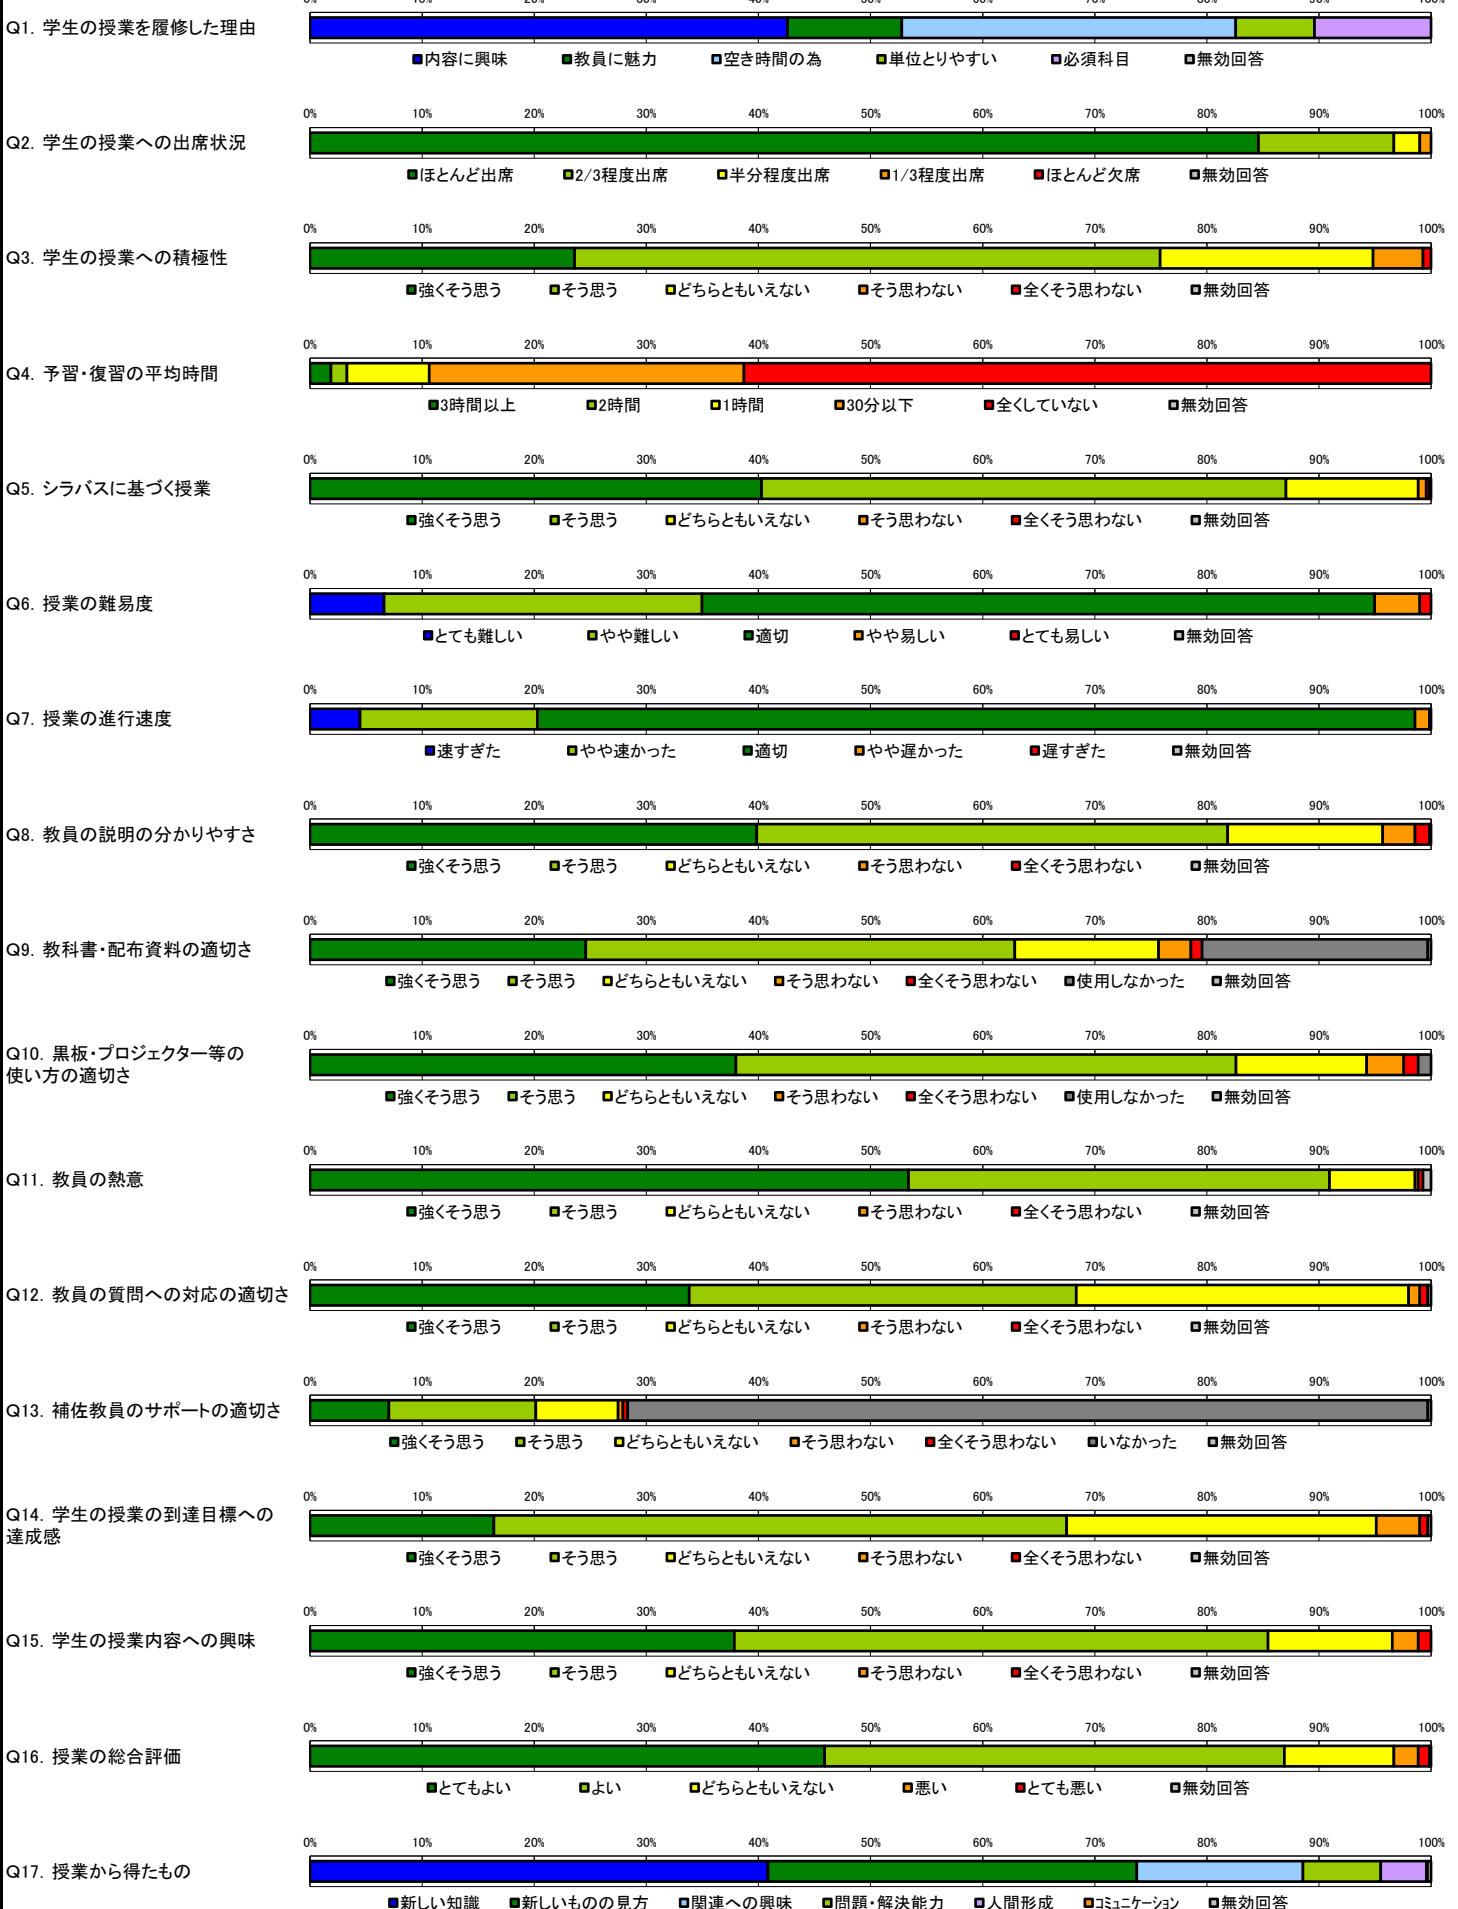 0% 10% 20% 30% 40% 50% 60% 70% 80% 90% 100%
Q1. 学生の授業を履修した理由
内容に興味 教員に魅力 空き時間の為 単位とりやすい 必須科目 無効回答
0% 10% 20% 30% 40% 50% 60% 70% 80% 90% 100%
Q2. 学生の授業への出席状況
ほとんど出席 2/3程度出席 半分程度出席 1/3程度出席 ほとんど欠席 無効回答
0% 10% 20% 30% 40% 50% 60% 70% 80% 90% 100%
Q3. 学生の授業への積極性
強くそう思う そう思う どちらともいえない そう思わない 全くそう思わない 無効回答
0% 10% 20% 30% 40% 50% 60% 70% 80% 90% 100%
Q4. 予習・復習の平均時間
3時間以上 2時間 1時間 30分以下 全くしていない 無効回答
0% 10% 20% 30% 40% 50% 60% 70% 80% 90% 100%
Q5. シラバスに基づく授業
強くそう思う そう思う どちらともいえない そう思わない 全くそう思わない 無効回答
0% 10% 20% 30% 40% 50% 60% 70% 80% 90% 100%
Q6. 授業の難易度
とても難しい やや難しい 適切 やや易しい とても易しい 無効回答
0% 10% 20% 30% 40% 50% 60% 70% 80% 90% 100%
Q7. 授業の進行速度
速すぎた やや速かった 適切 やや遅かった 遅すぎた 無効回答
0% 10% 20% 30% 40% 50% 60% 70% 80% 90% 100%
Q8. 教員の説明の分かりやすさ
強くそう思う そう思う どちらともいえない そう思わない 全くそう思わない 無効回答
0% 10% 20% 30% 40% 50% 60% 70% 80% 90% 100%
Q9. 教科書・配布資料の適切さ
強くそう思う そう思う どちらともいえない そう思わない 全くそう思わない 使用しなかった 無効回答
0% 10% 20% 30% 40% 50% 60% 70% 80% 90% 100%
Q10. 黒板・プロジェクター等の
使い方の適切さ
強くそう思う そう思う どちらともいえない そう思わない 全くそう思わない 使用しなかった 無効回答
0% 10% 20% 30% 40% 50% 60% 70% 80% 90% 100%
Q11. 教員の熱意
強くそう思う そう思う どちらともいえない そう思わない 全くそう思わない 無効回答
0% 10% 20% 30% 40% 50% 60% 70% 80% 90% 100%
Q12. 教員の質問への対応の適切さ
強くそう思う そう思う どちらともいえない そう思わない 全くそう思わない 無効回答
0% 10% 20% 30% 40% 50% 60% 70% 80% 90% 100%
Q13. 補佐教員のサポートの適切さ
強くそう思う そう思う どちらともいえない そう思わない 全くそう思わない いなかった 無効回答
0% 10% 20% 30% 40% 50% 60% 70% 80% 90% 100%
Q14. 学生の授業の到達目標への
達成感
強くそう思う そう思う どちらともいえない そう思わない 全くそう思わない 無効回答
0% 10% 20% 30% 40% 50% 60% 70% 80% 90% 100%
Q15. 学生の授業内容への興味
強くそう思う そう思う どちらともいえない そう思わない 全くそう思わない 無効回答
0% 10% 20% 30% 40% 50% 60% 70% 80% 90% 100%
Q16. 授業の総合評価
とてもよい よい どちらともいえない 悪い とても悪い 無効回答
0% 10% 20% 30% 40% 50% 60% 70% 80% 90% 100%
Q17. 授業から得たもの
新しい知識 新しいものの見方 関連への興味 問題・解決能力 人間形成 コミュニケーション 無効回答